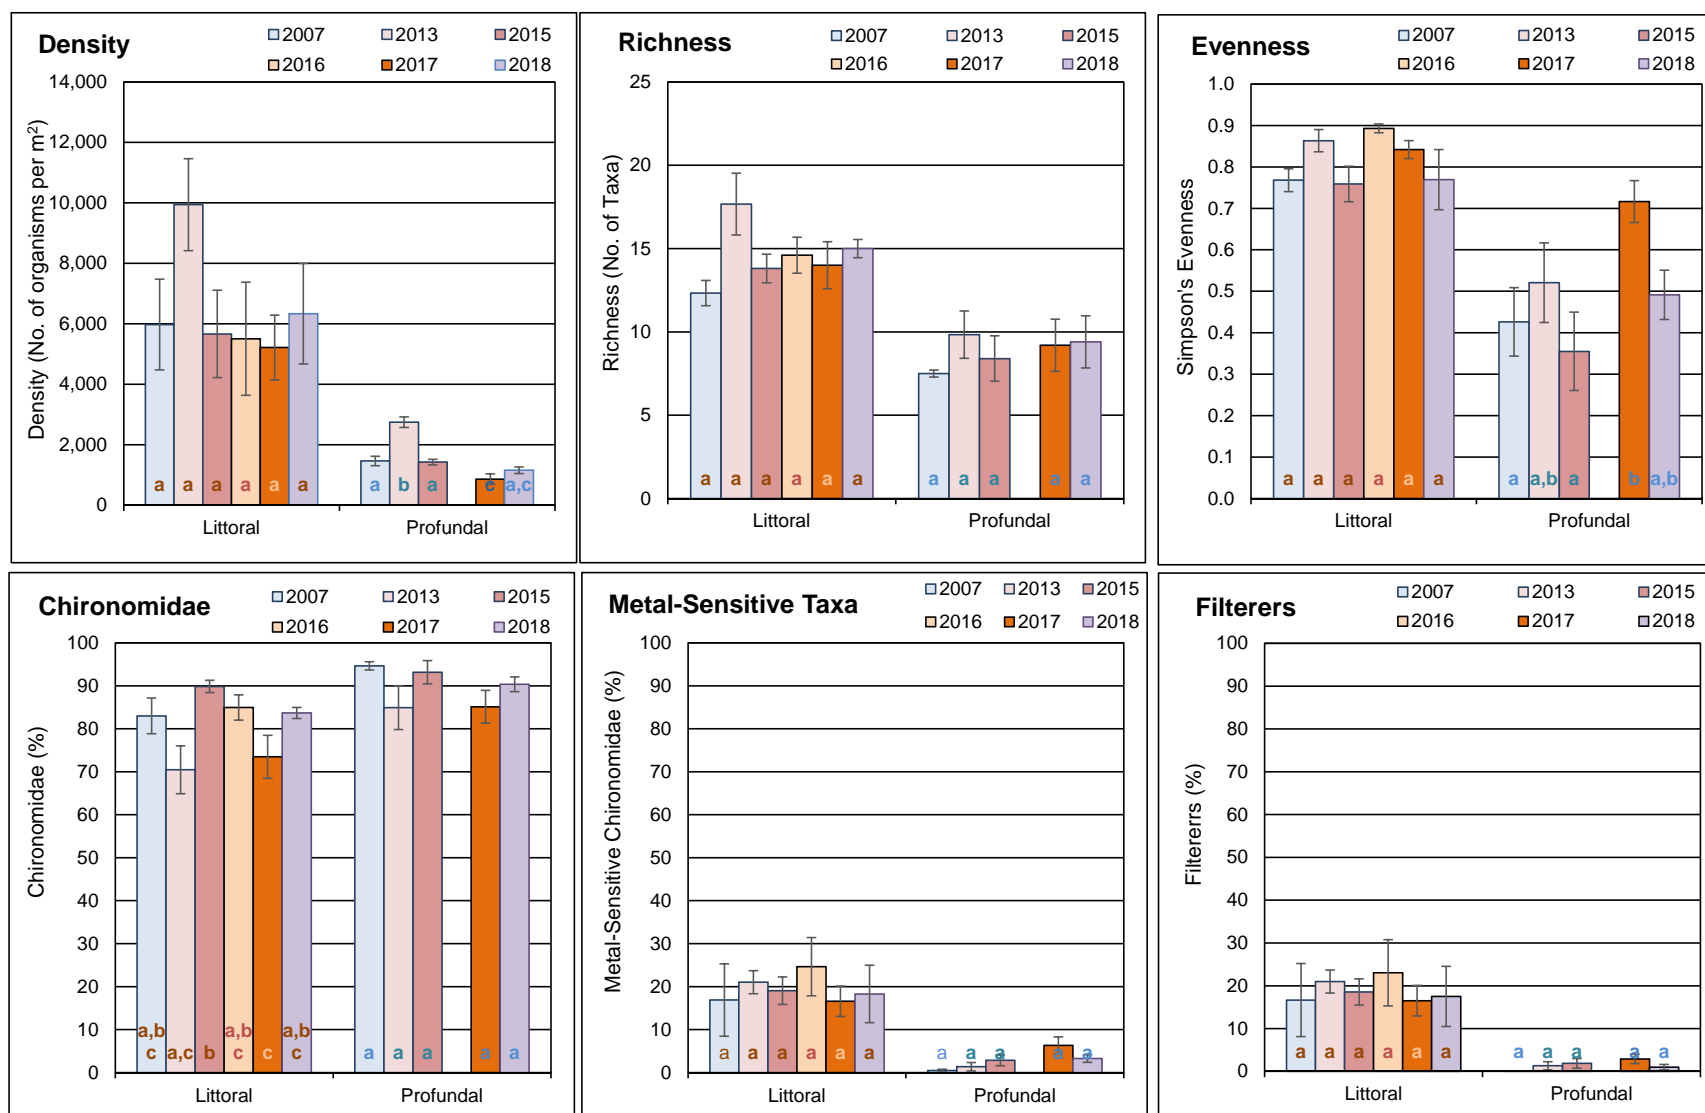 Density
2007 2013 2015
2016 2017 2018
Density (No. of organisms per m²)
14,000
12,000
10,000
8,000
6,000
4,000
2,000
0
a a a a a a a b a c a,c
Littoral Profundal
Richness
2007 2013 2015
2016 2017 2018
Richness (No. of Taxa)
25
20
15
10
5
0
a a a a a a a a a a a
Littoral Profundal
Evenness
2007 2013 2015
2016 2017 2018
Simpson's Evenness
1.0
0.9
0.8
0.7
0.6
0.5
0.4
0.3
0.2
0.1
0.0
a a a a a a a a,b a b a,b
Littoral Profundal
Chironomidae
2007 2013 2015
2016 2017 2018
Chironomidae (%)
100
90
80
70
60
50
40
30
20
10
0
a,b a,b a,b
c a,c b c c c a a a a a
Littoral Profundal
Metal-Sensitive Taxa
2007 2013 2015
2016 2017 2018
Metal-Sensitive Chironomidae (%)
100
90
80
70
60
50
40
30
20
10
0
a a a a a a a a a a a
Littoral Profundal
Filterers
2007 2013 2015
2016 2017 2018
Filtererrs (%)
100
90
80
70
60
50
40
30
20
10
0
a a a a a a a a a a a
Littoral Profundal